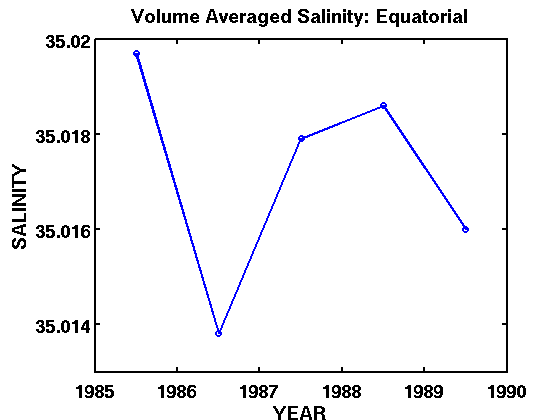 Volume Averaged Salinity: Equatorial
35.02
35.018
35.016
35.014
SALINITY
1985 1986 1987 1988 1989 1990
YEAR